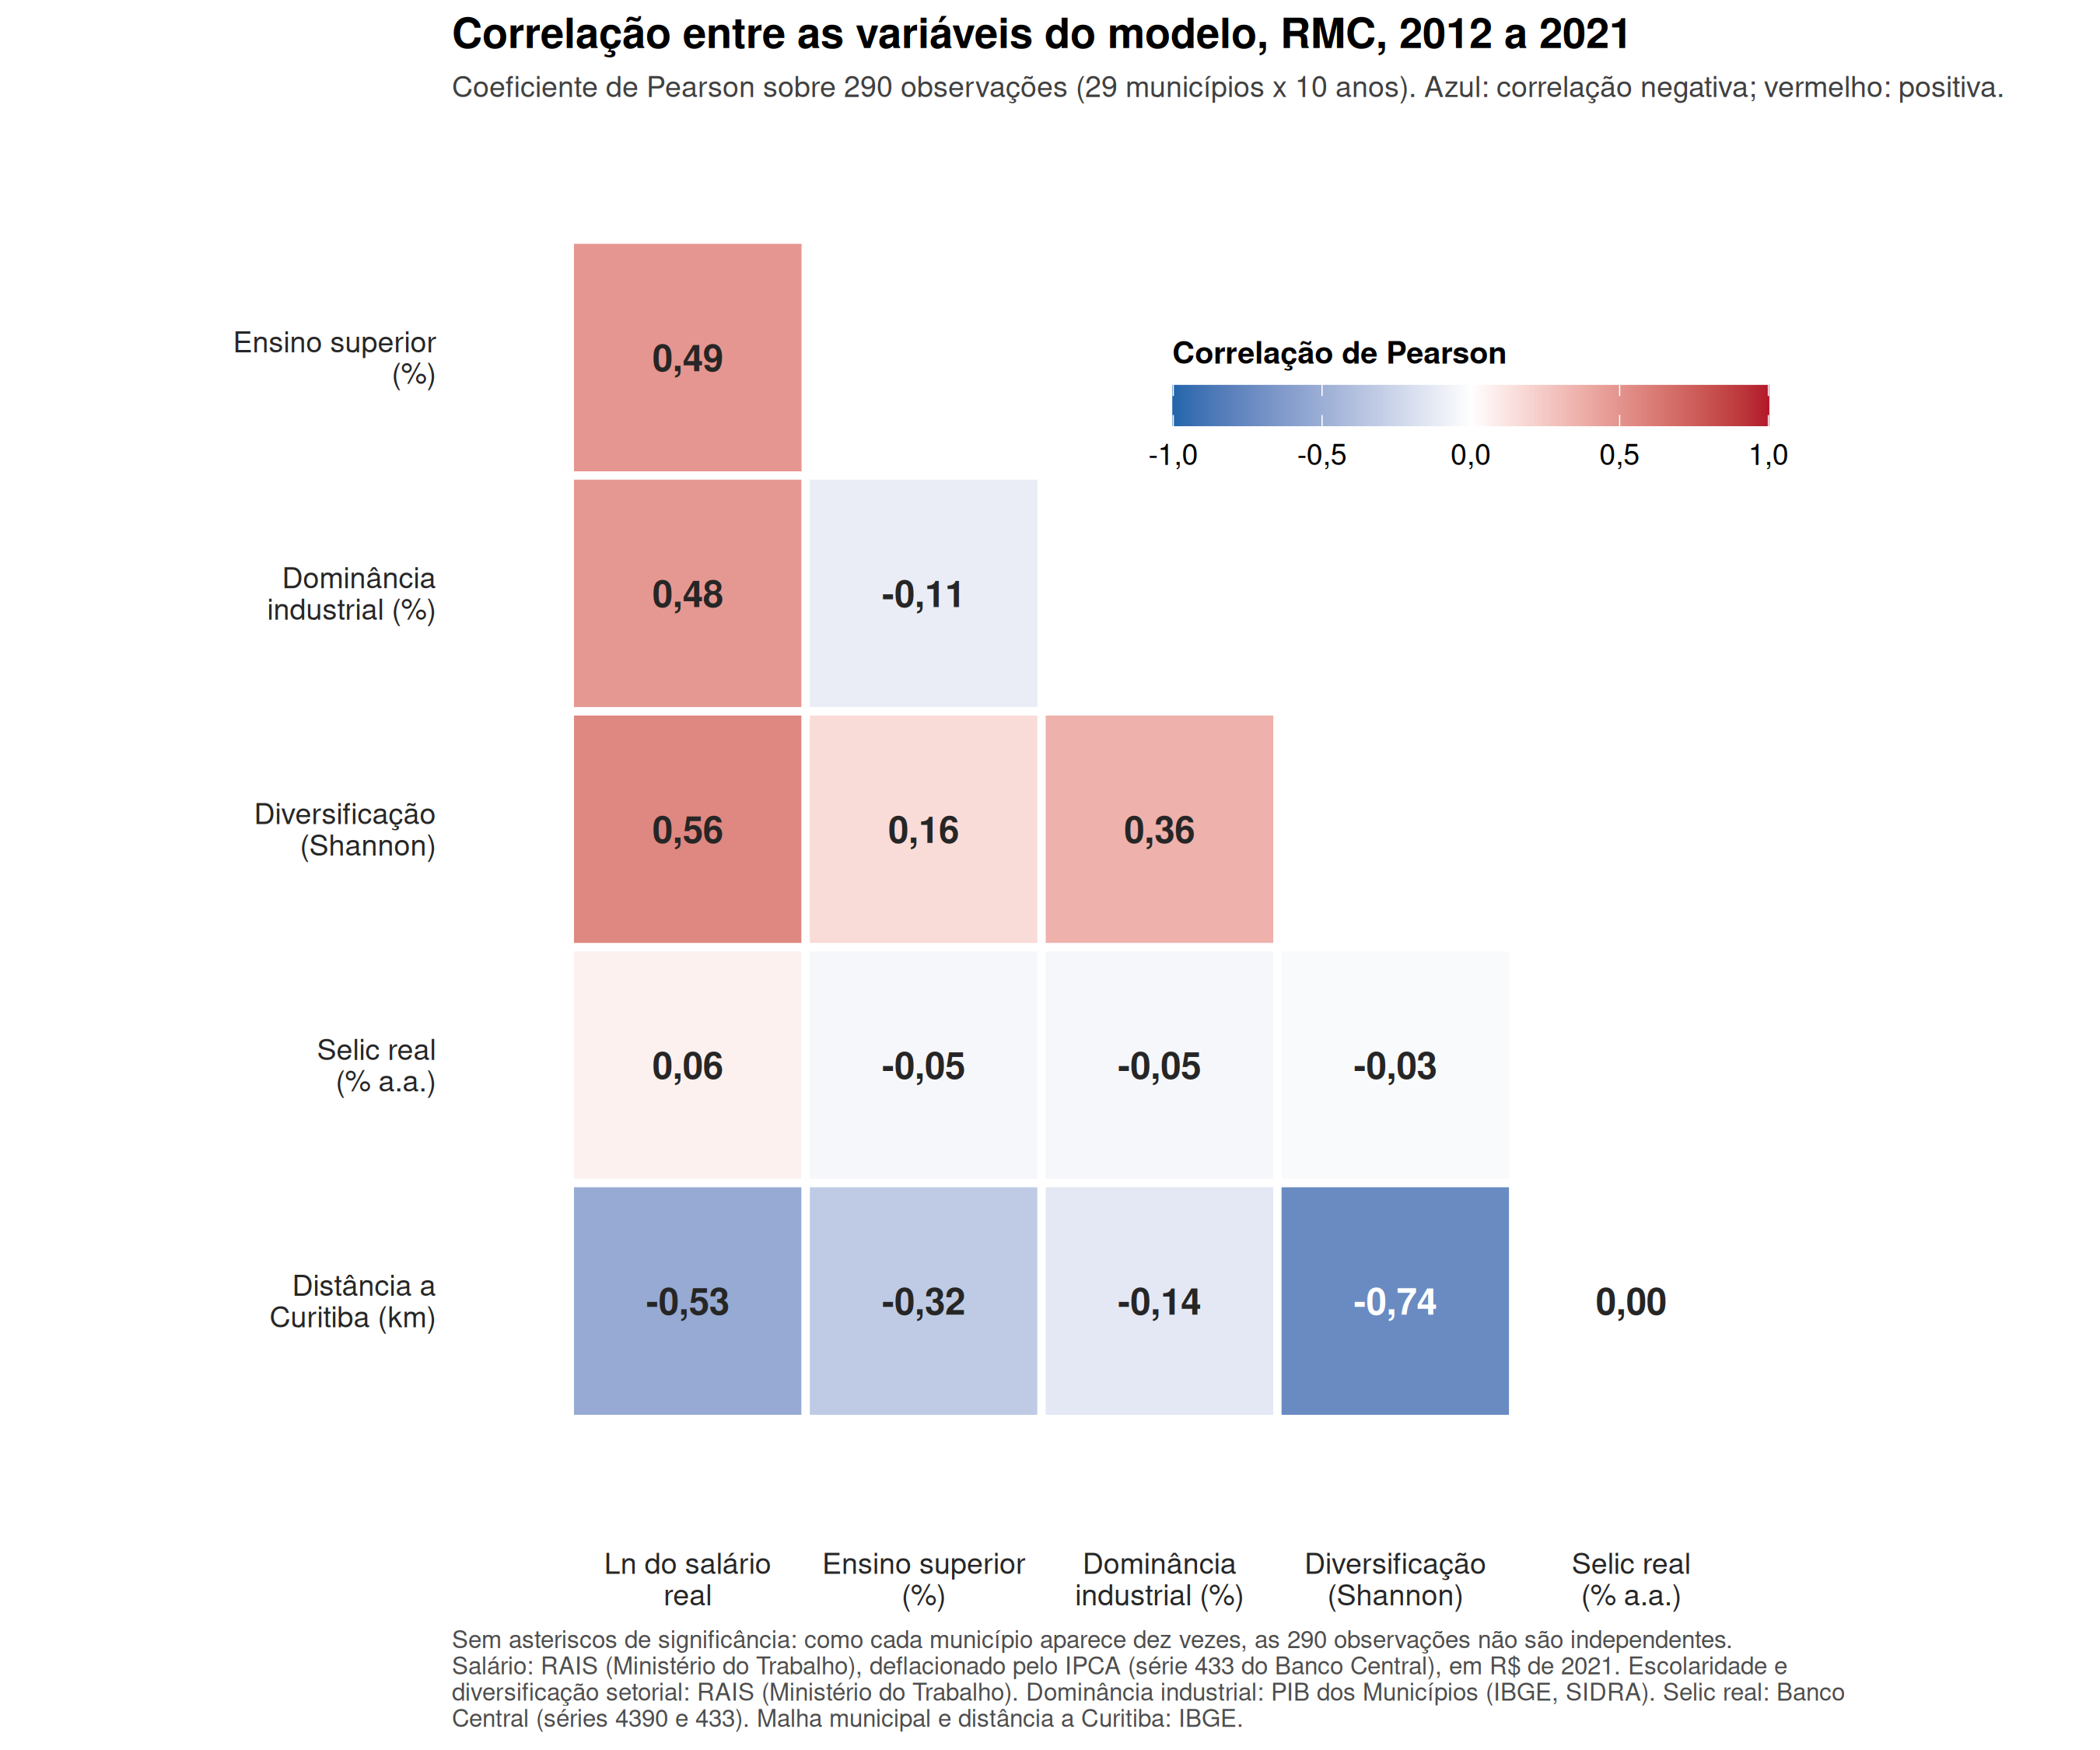 Correlação entre as variáveis do modelo, RMC, 2012 a 2021
Coeficiente de Pearson sobre 290 observações (29 municípios x 10 anos). Azul: correlação negativa; vermelho: positiva.
Ensino superior
(%)
0,49
Correlação de Pearson
-1,0 -0,5 0,0 0,5 1,0
Dominância
industrial (%)
0,48 -0,11
Diversificação
(Shannon)
0,56 0,16 0,36
Selic real
(% a.a.)
0,06 -0,05 -0,05 -0,03
Distância a
Curitiba (km)
-0,53 -0,32 -0,14 -0,74 0,00
Ln do salário
real
Ensino superior
(%)
Dominância
industrial (%)
Diversificação
(Shannon)
Selic real
(% a.a.)
Sem asteriscos de significância: como cada município aparece dez vezes, as 290 observações não são independentes.
Salário: RAIS (Ministério do Trabalho), deflacionado pelo IPCA (série 433 do Banco Central), em R$ de 2021. Escolaridade e
diversificação setorial: RAIS (Ministério do Trabalho). Dominância industrial: PIB dos Municípios (IBGE, SIDRA). Selic real: Banco
Central (séries 4390 e 433). Malha municipal e distância a Curitiba: IBGE.